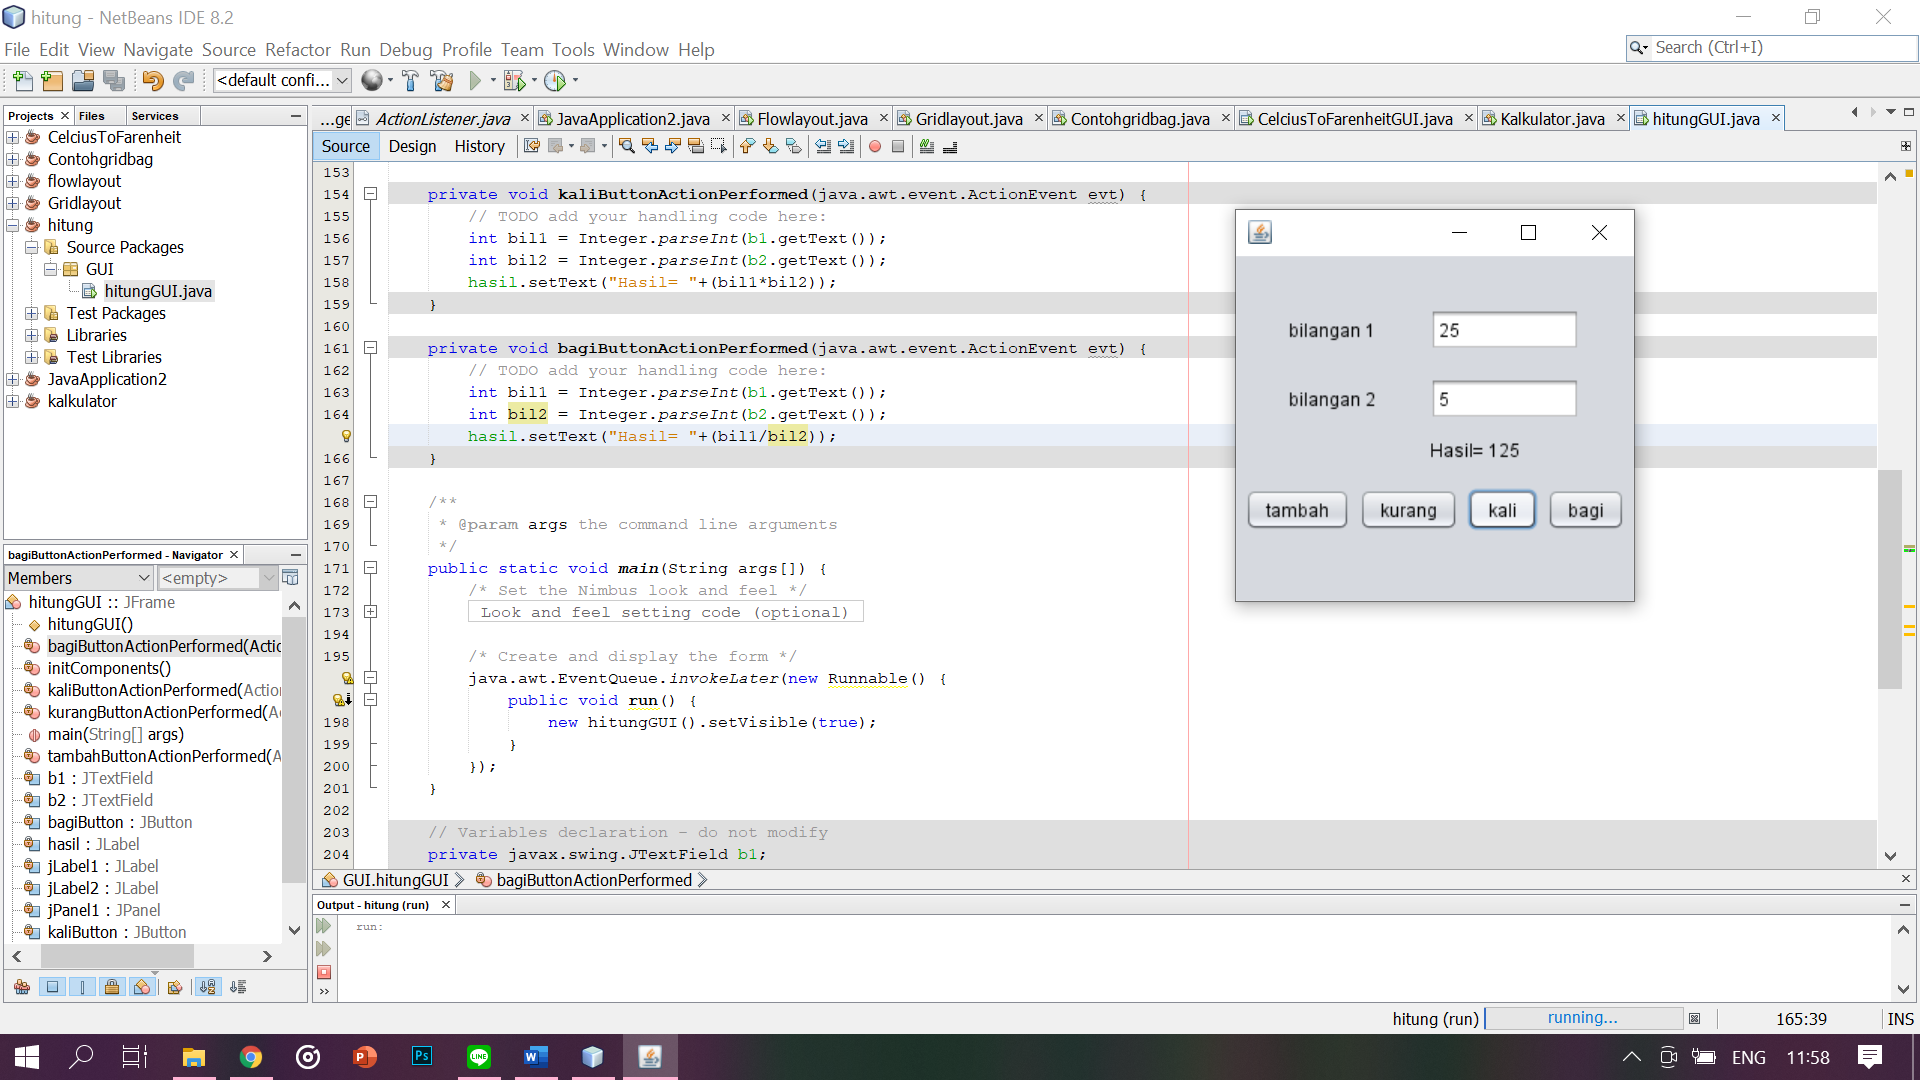 hitung - NetBeans IDE 8.2
File Edit View Navigate Source Refactor Run Debug Profile Team Tools Window Help
Search (Ctrl+I)
<default confi...
Projects Files Services
CelciusToFarenheit
Contohgridbag
flowlayout
Gridlayout
hitung
Source Packages
GUI
hitungGUI.java
Test Packages
Libraries
Test Libraries
JavaApplication2
kalkulator
bagiButtonActionPerformed - Navigator
Members <empty>
hitungGUI :: JFrame
hitungGUI()
bagiButtonActionPerformed(Actic
initComponents()
kaliButtonActionPerformed(Action
kurangButtonActionPerformed(A
main(String[] args)
tambahButtonActionPerformed(A
b1 : JTextField
b2 : JTextField
bagiButton : JButton
hasil : JLabel
jLabel1 : JLabel
jLabel2 : JLabel
jPanel1 : JPanel
kaliButton : JButton
...ge ActionListener.java JavaApplication2.java Flowlayout.java Gridlayout.java Contohgridbag.java CelciusToFarenheitGUI.java Kalkulator.java hitungGUI.java
Source Design History
153
154 private void kaliButtonActionPerformed(java.awt.event.ActionEvent evt) {
155 // TODO add your handling code here:
156 int bil1 = Integer.parseInt(b1.getText());
157 int bil2 = Integer.parseInt(b2.getText());
158 hasil.setText("Hasil= "+(bil1*bil2));
159 }
160
161 private void bagiButtonActionPerformed(java.awt.event.ActionEvent evt) {
162 // TODO add your handling code here:
163 int bil1 = Integer.parseInt(b1.getText());
164 int bil2 = Integer.parseInt(b2.getText());
hasil.setText("Hasil= "+(bil1/bil2));
166 }
167
168 /**
169 * @param args the command line arguments
170 */
171 public static void main(String args[]) {
172 /* Set the Nimbus look and feel */
173 Look and feel setting code (optional)
194
195 /* Create and display the form */
java.awt.EventQueue.invokeLater(new Runnable() {
public void run() {
198 new hitungGUI().setVisible(true);
199 }
200 });
201 }
202
203 // Variables declaration - do not modify
204 private javax.swing.JTextField b1;
GUI.hitungGUI bagiButtonActionPerformed
bilangan 1 25
bilangan 2 5
Hasil= 125
tambah kurang kali bagi
Output - hitung (run)
run:
hitung (run) running... 165:39 INS
ENG 11:58